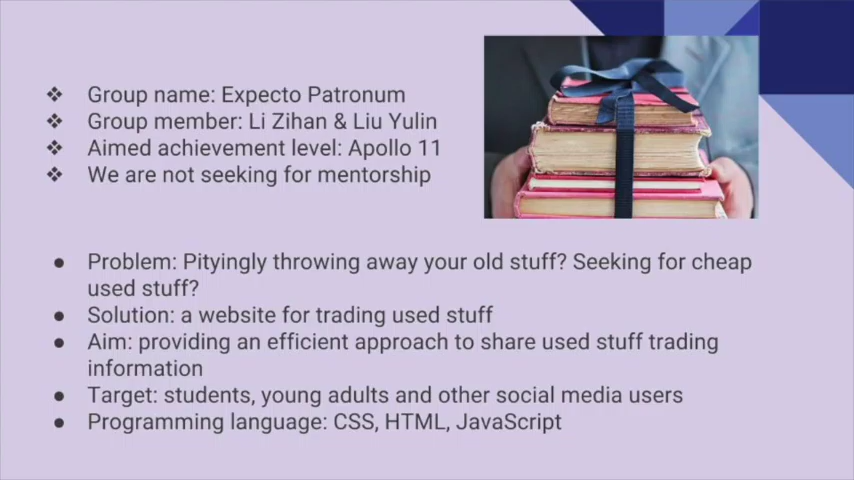 Group name: Expecto Patronum
Group member: Li Zihan & Liu Yulin
Aimed achievement level: Apollo 11
We are not seeking for mentorship
Problem: Pityingly throwing away your old stuff? Seeking for cheap
used stuff?
Solution: a website for trading used stuff
Aim: providing an efficient approach to share used stuff trading
information
Target: students, young adults and other social media users
Programming language: CSS, HTML, JavaScript